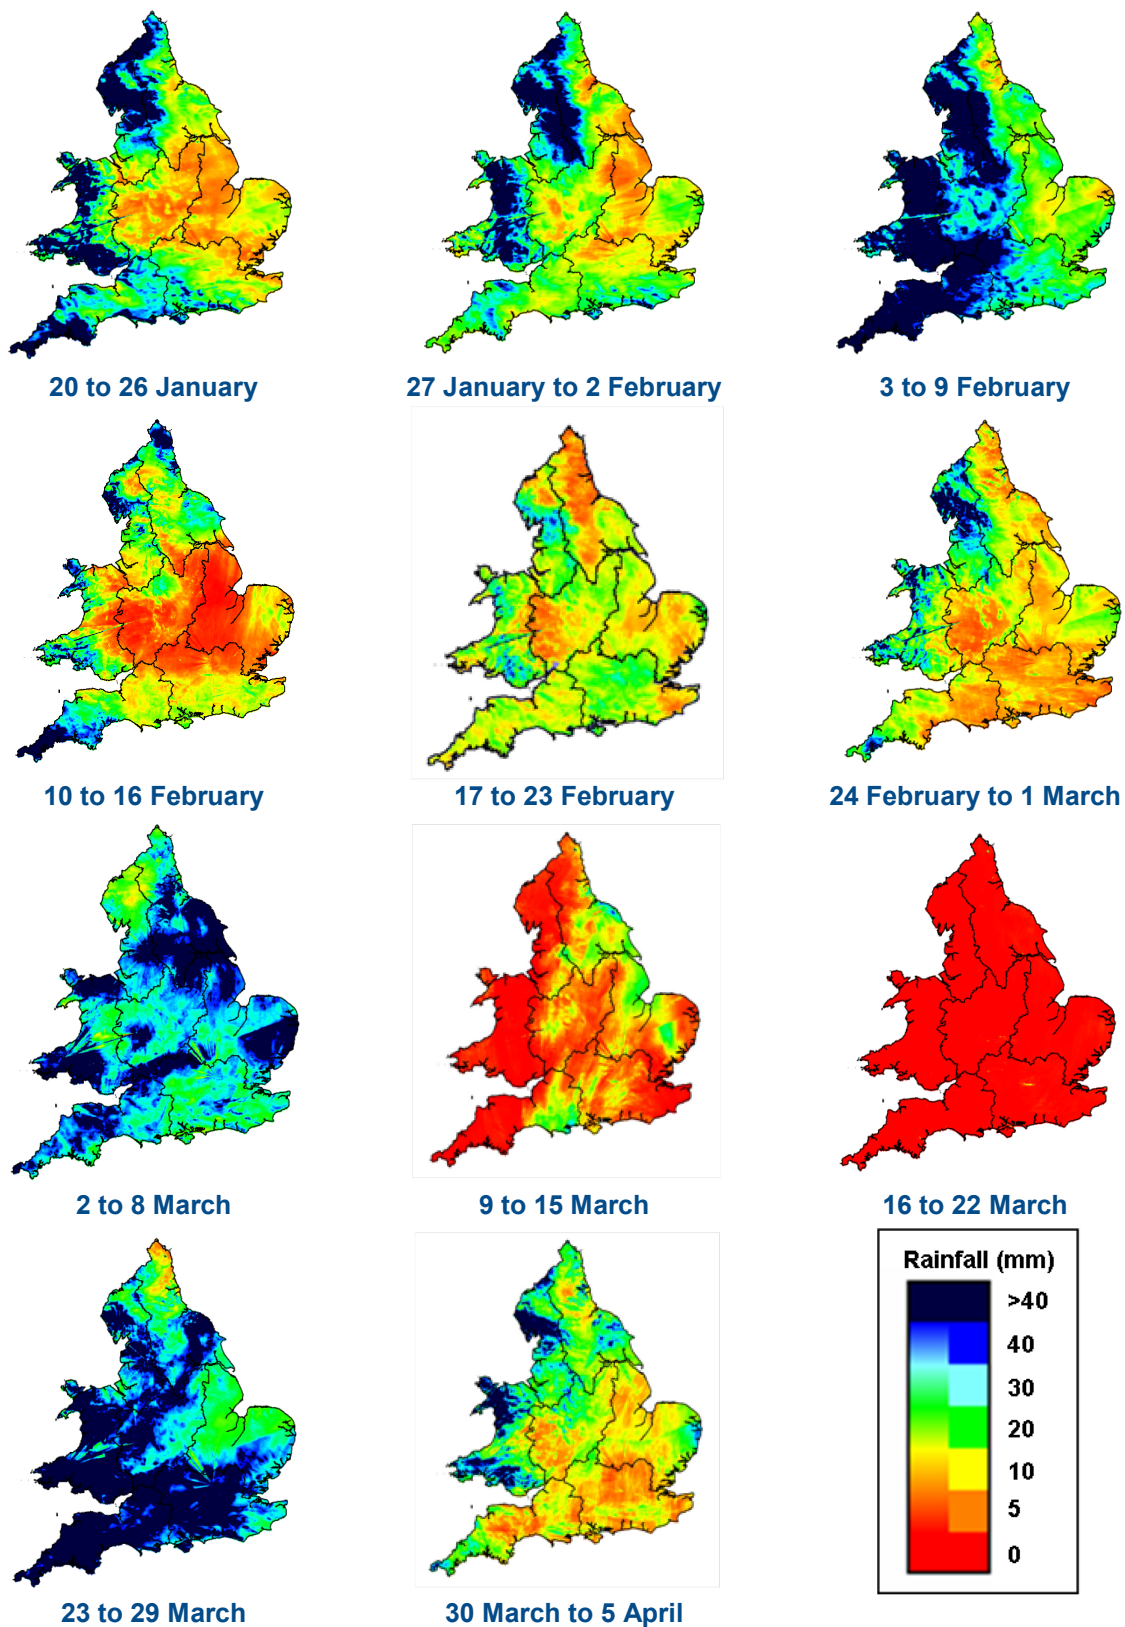 20 to 26 January
27 January to 2 February
3 to 9 February
10 to 16 February
17 to 23 February
24 February to 1 March
2 to 8 March
9 to 15 March
16 to 22 March
Rainfall (mm)
>40
40
30
20
10
5
0
23 to 29 March
30 March to 5 April